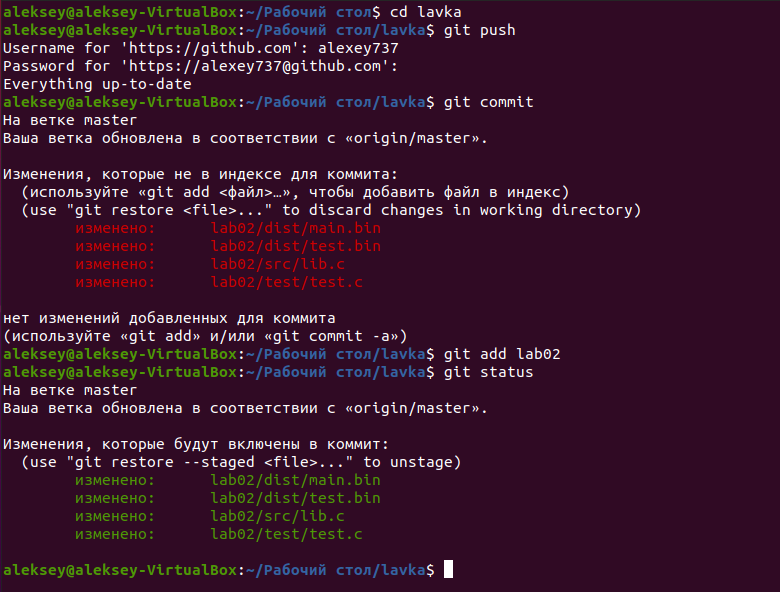 aleksey@aleksey-VirtualBox:~/Рабочий стол$ cd lavka
aleksey@aleksey-VirtualBox:~/Рабочий стол/lavka$ git push
Username for 'https://github.com': alexey737
Password for 'https://alexey737@github.com':
Everything up-to-date
aleksey@aleksey-VirtualBox:~/Рабочий стол/lavka$ git commit
На ветке master
Ваша ветка обновлена в соответствии с «origin/master».
Изменения, которые не в индексе для коммита:
(используйте «git add <файл>…», чтобы добавить файл в индекс)
(use "git restore <file>..." to discard changes in working directory)
изменено: lab02/dist/main.bin
изменено: lab02/dist/test.bin
изменено: lab02/src/lib.c
изменено: lab02/test/test.c
нет изменений добавленных для коммита
(используйте «git add» и/или «git commit -a»)
aleksey@aleksey-VirtualBox:~/Рабочий стол/lavka$ git add lab02
aleksey@aleksey-VirtualBox:~/Рабочий стол/lavka$ git status
На ветке master
Ваша ветка обновлена в соответствии с «origin/master».
Изменения, которые будут включены в коммит:
(use "git restore --staged <file>..." to unstage)
изменено: lab02/dist/main.bin
изменено: lab02/dist/test.bin
изменено: lab02/src/lib.c
изменено: lab02/test/test.c
aleksey@aleksey-VirtualBox:~/Рабочий стол/lavka$